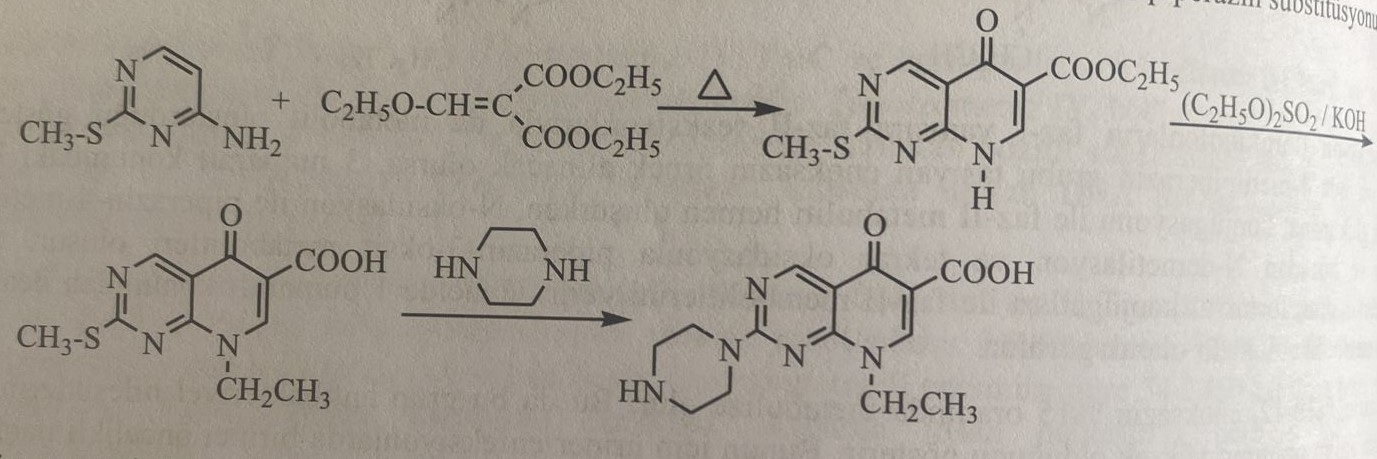 substitüsyonu
N
N
CH₃-S
NH₂
+
C₂H₅O-CH=C
COOC₂H₅
COOC₂H₅
△
O
COOC₂H₅
N
CH₃-S
N
N
H
(C₂H₅O)₂SO₂ / KOH
O
COOH
N
CH₃-S
N
N
CH₂CH₃
HN
NH
O
COOH
N
N
N
N
HN
CH₂CH₃